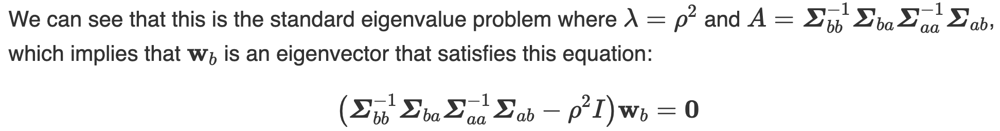 We can see that this is the standard eigenvalue problem where $\lambda = \rho^2$ and $A = \boldsymbol{\Sigma}_{bb}^{-1} \boldsymbol{\Sigma}_{ba} \boldsymbol{\Sigma}_{aa}^{-1} \boldsymbol{\Sigma}_{ab}$,
which implies that $\mathbf{w}_b$ is an eigenvector that satisfies this equation:
$(\boldsymbol{\Sigma}_{bb}^{-1} \boldsymbol{\Sigma}_{ba} \boldsymbol{\Sigma}_{aa}^{-1} \boldsymbol{\Sigma}_{ab} - \rho^2 I) \mathbf{w}_b = \mathbf{0}$